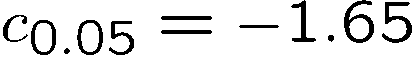 c_{0.05} = −1.65